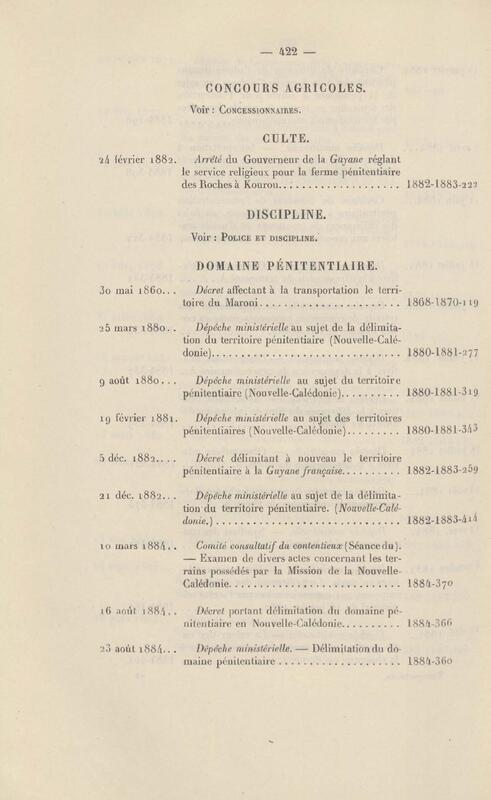 — 422 —
CONCOURS AGRICOLES.
Voir : CONCESSIONNAIRES.
CULTE.
24 février 1882. Arrêté du Gouverneur de la Guyane réglant
le service religieux pour la ferme pénitentiaire
des Roches à Kourou................... 1882-1883-222
DISCIPLINE.
Voir : POLICE ET DISCIPLINE.
DOMAINE PÉNITENTIAIRE.
30 mai 1860... Décret affectant à la transportation le terri-
toire du Maroni...................... 1868-1870-119
25 mars 1880.. Dépêche ministérielle au sujet de la délimita-
tion du territoire pénitentiaire (Nouvelle-Calé-
donie).............................. 1880-1881-277
9 août 1880... Dépêche ministérielle au sujet du territoire
pénitentiaire (Nouvelle-Calédonie)......... 1880-1881-319
19 février 1881. Dépêche ministérielle au sujet des territoires
pénitentiaires (Nouvelle-Calédonie)......... 1880-1881-343
5 déc. 1882.... Décret délimitant à nouveau le territoire
pénitentiaire à la Guyane française......... 1882-1883-259
21 déc. 1882... Dépêche ministérielle au sujet de la délimita-
tion du territoire pénitentiaire. (Nouvelle-Calé-
donie.) ............................. 1882-1883-414
10 mars 1884.. Comité consultatif du contentieux (Séance du).
— Examen de divers actes concernant les ter-
rains possédés par la Mission de la Nouvelle-
Calédonie........................... 1884-370
16 août 1884.. Décret portant délimitation du domaine pé-
nitentiaire en Nouvelle-Calédonie......... 1884-366
23 août 1884... Dépêche ministérielle. — Délimitation du do-
maine pénitentiaire ................... 1884-360